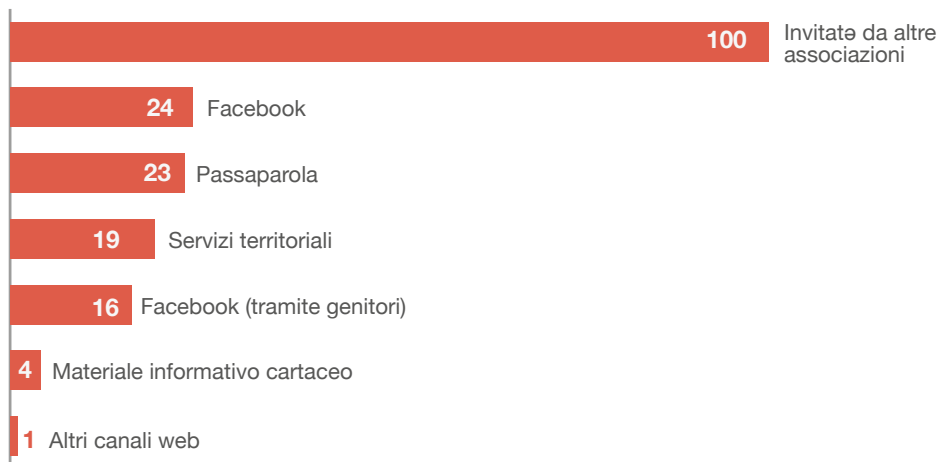 100 Invitatə da altre
associazioni
24 Facebook
23 Passaparola
19 Servizi territoriali
16 Facebook (tramite genitori)
4 Materiale informativo cartaceo
1 Altri canali web